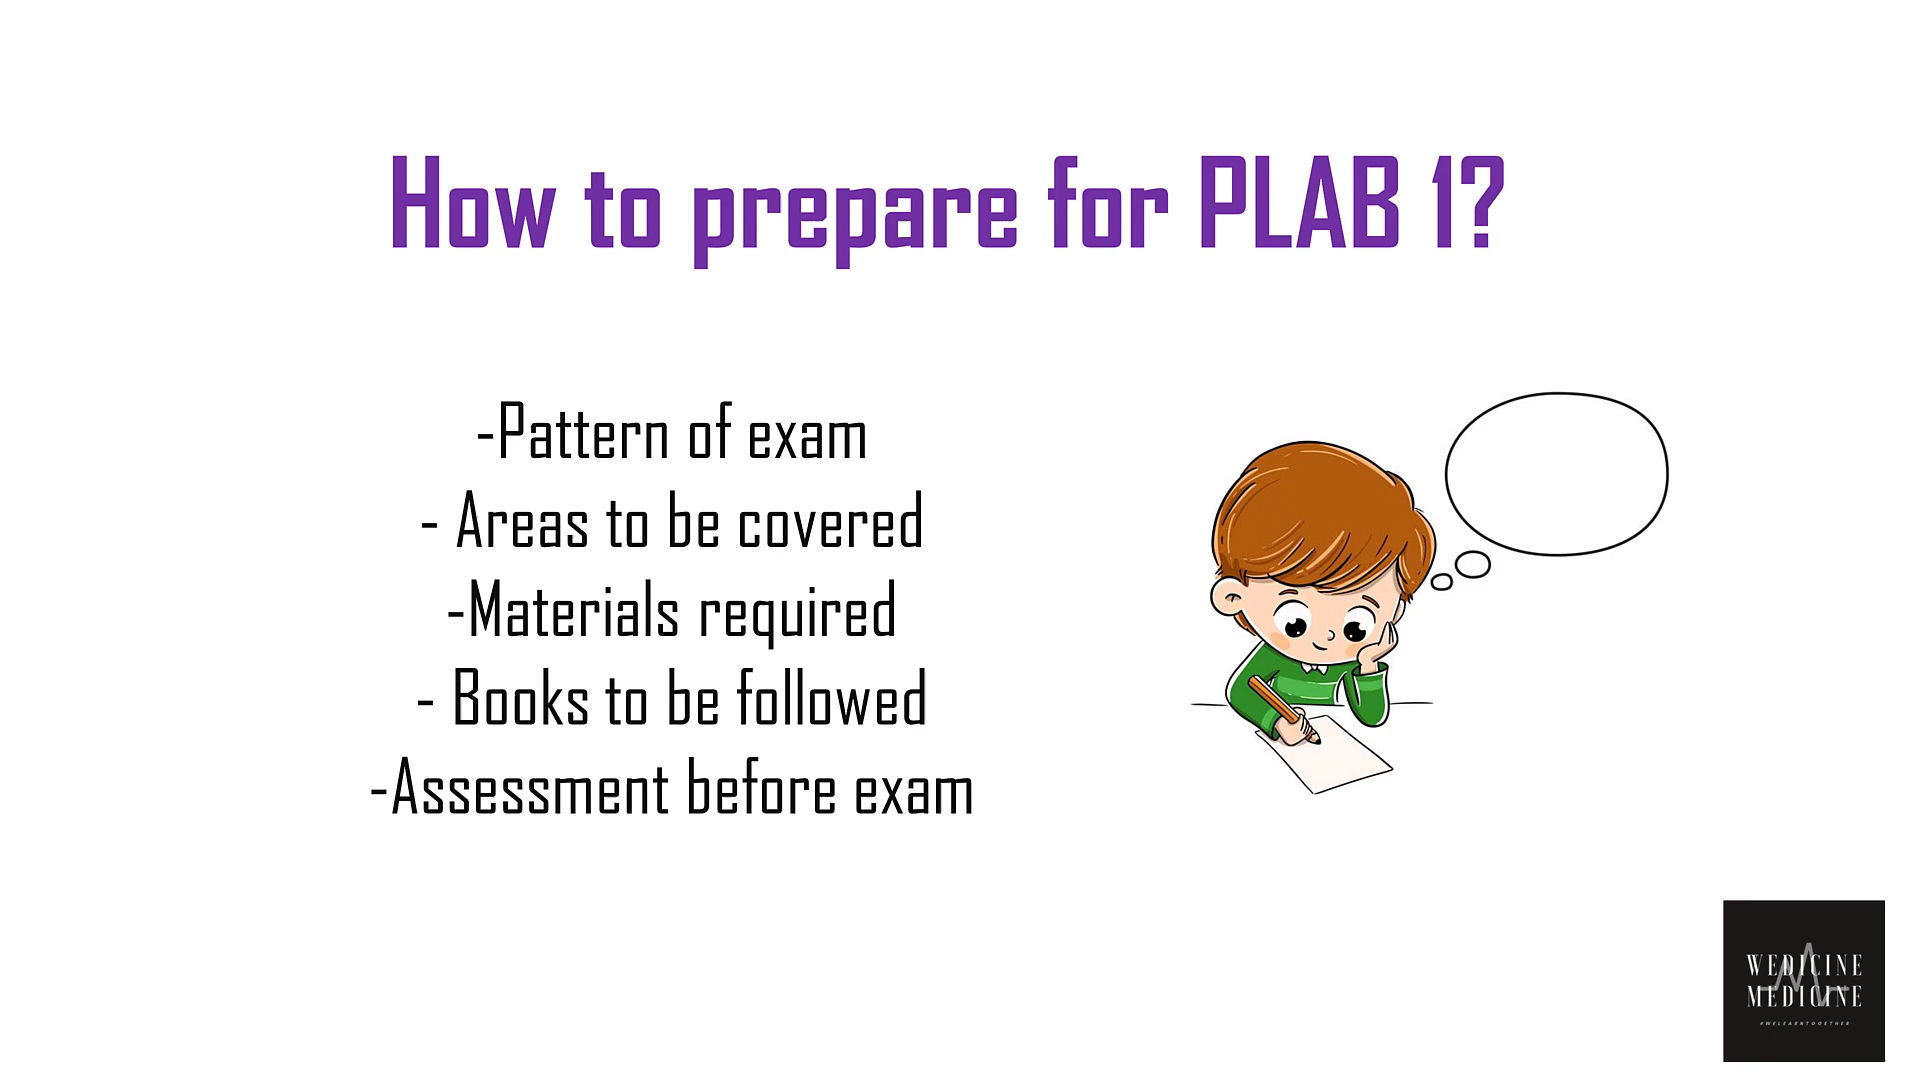 How to prepare for PLAB 1?
-Pattern of exam
- Areas to be covered
-Materials required
- Books to be followed
-Assessment before exam
WEDICINE
MEDICINE
#WELEARNTOGETHER